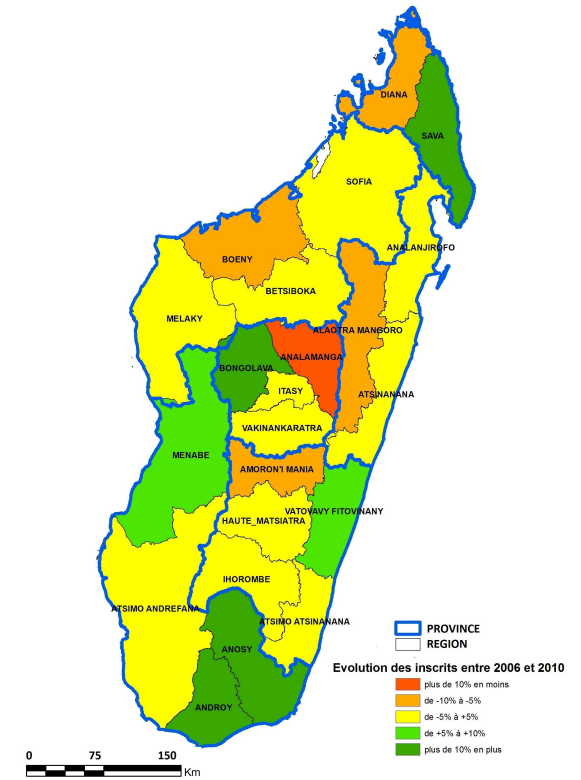 DIANA
SAVA
SOFIA
ANALANJIROFO
BOENY
BETSIBOKA
MELAKY
ALAOTRA MANGORO
ANALAMANGA
BONGOLAVA
ITASY
ATSINANANA
VAKINANKARATRA
MENABE
AMORON'I MANIA
VATOVAVY FITOVINANY
HAUTE_MATSIATRA
IHOROMBE
ATSIMO ANDREFANA
ATSIMO ATSINANANA
ANOSY
ANDROY
PROVINCE
REGION
Evolution des inscrits entre 2006 et 2010
plus de 10% en moins
de -10% à -5%
de -5% à +5%
de +5% à +10%
plus de 10% en plus
0 75 150
Km